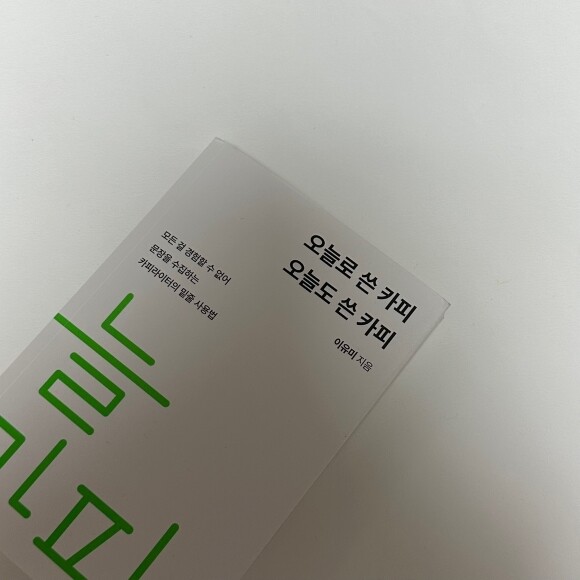 모든 걸 경험할 수 없어
문장을 수집하는
카피라이터의 밑줄 사용법
오늘로 쓴 카피
오늘도 쓴 카피
이유미 지음
늘
피